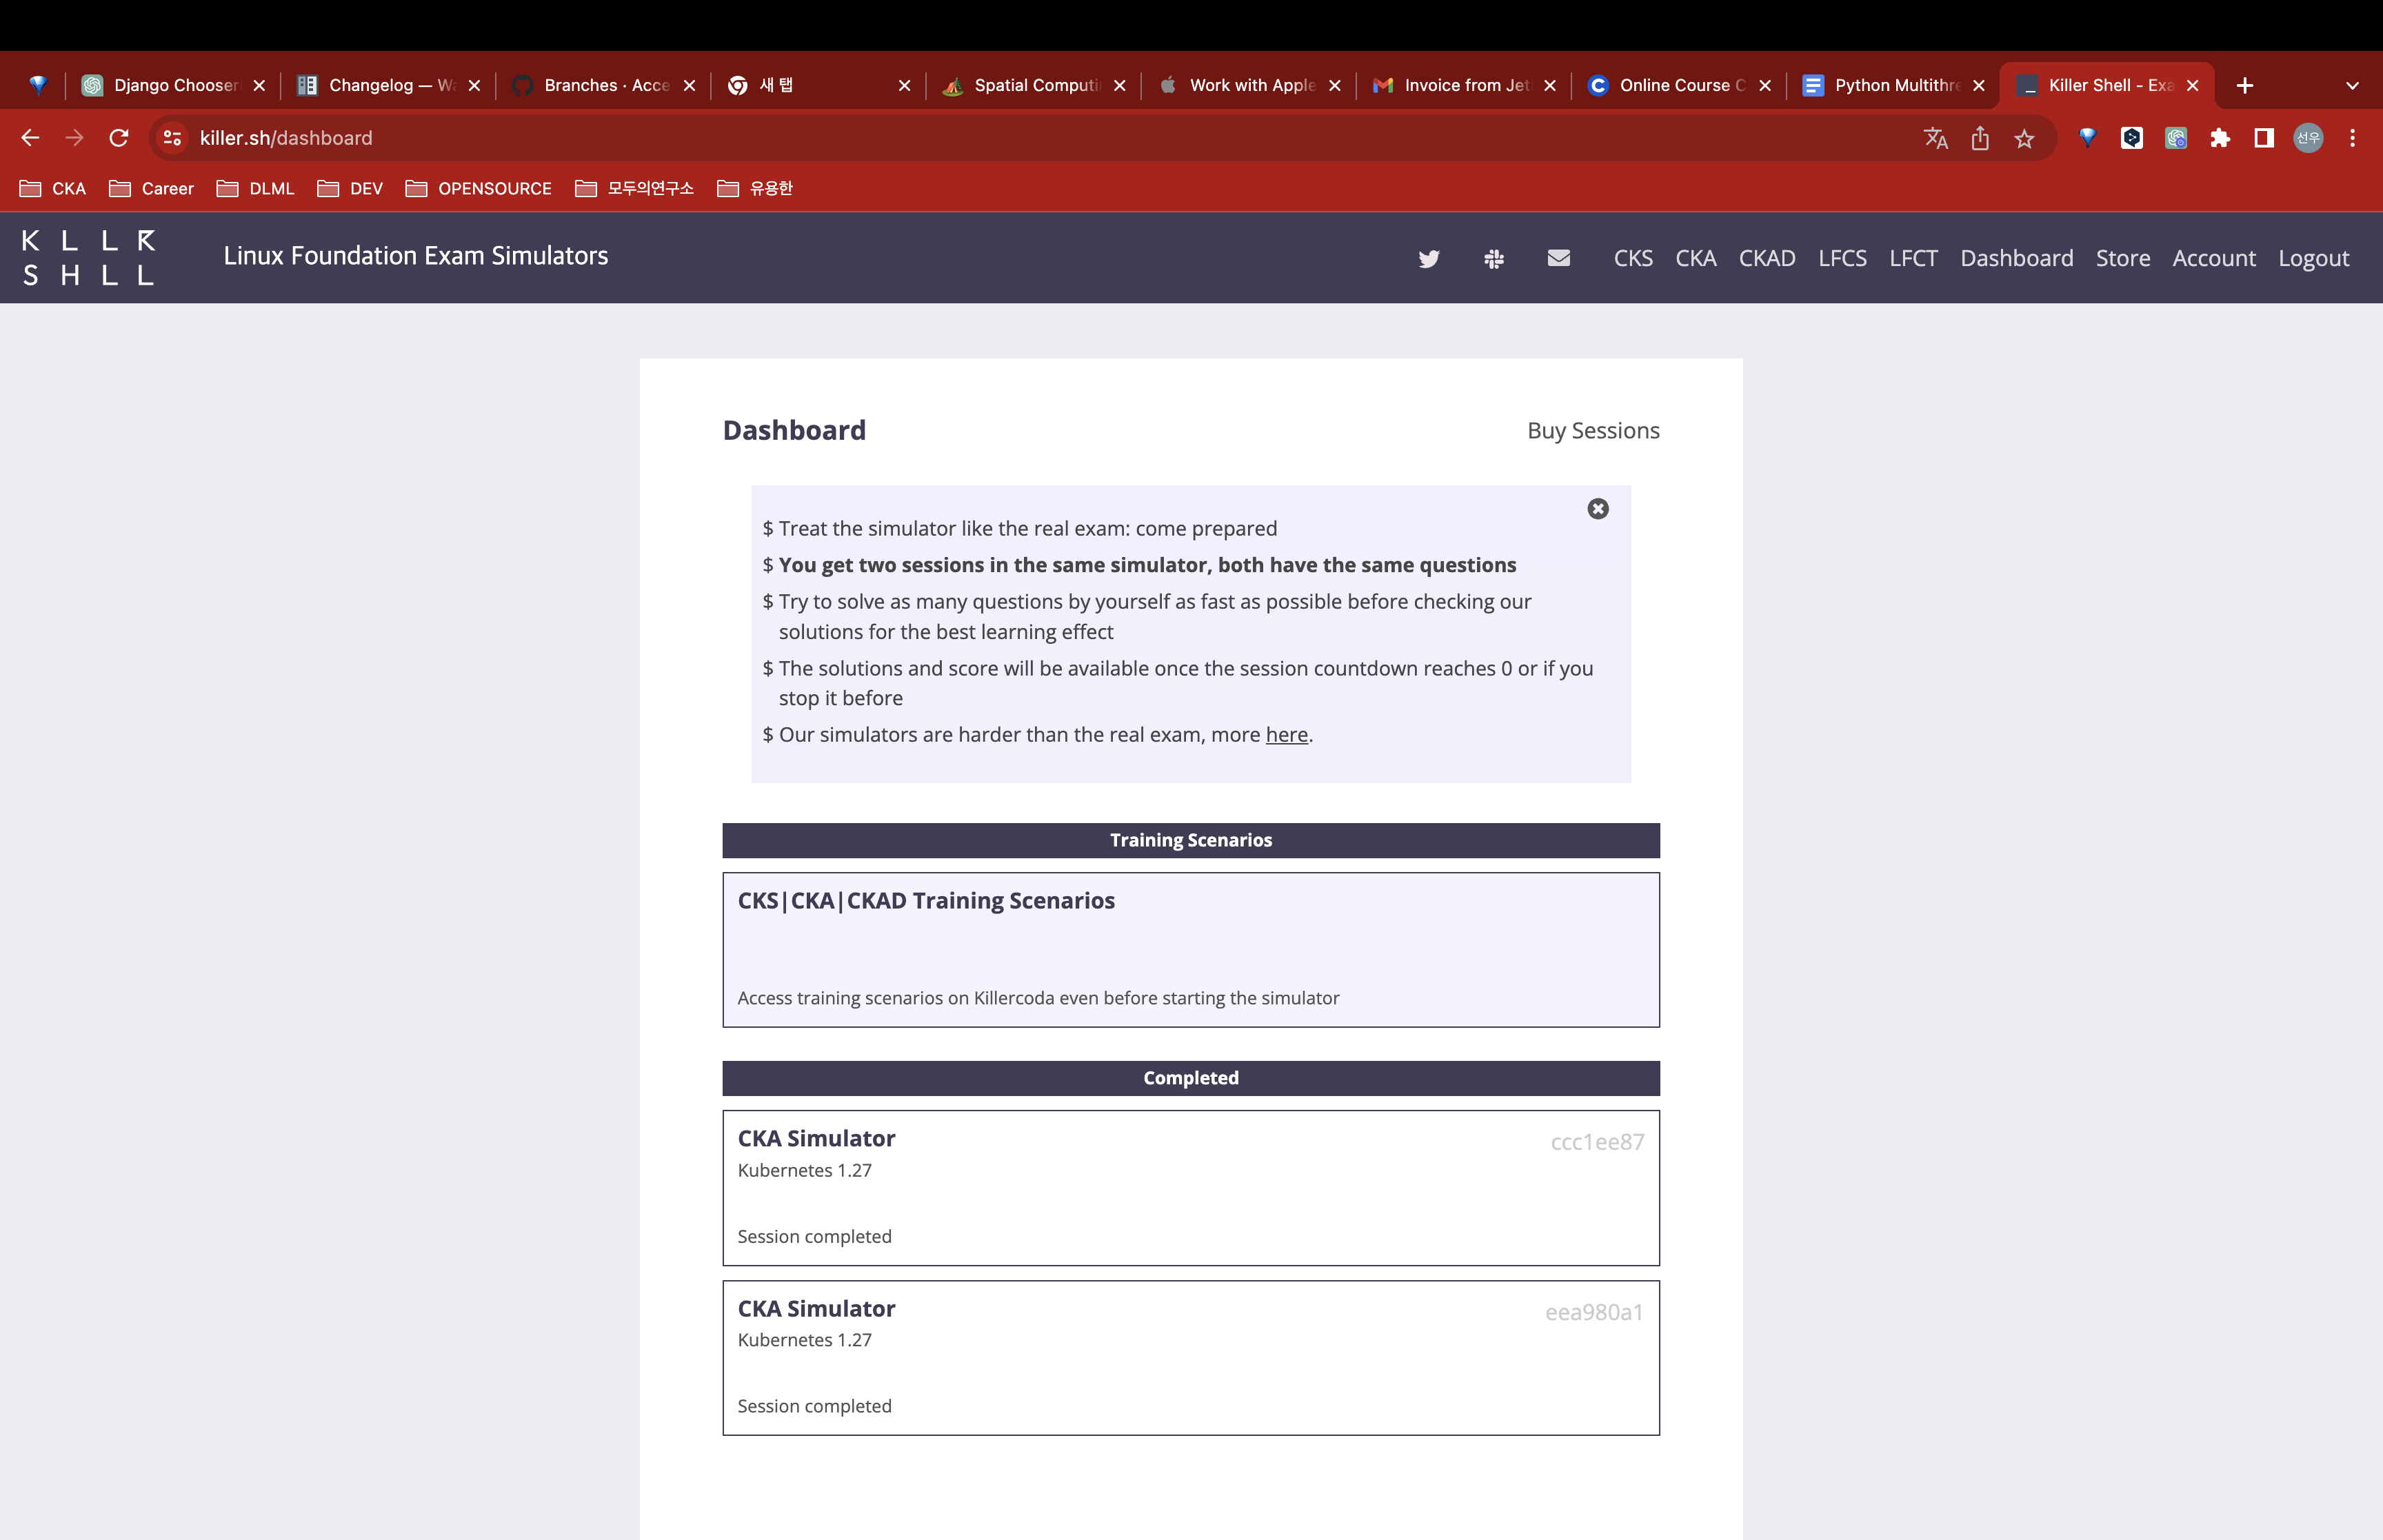 Django Chooser
Changelog — Wa
Branches · Acce
새 탭
Spatial Computi
Work with Apple
Invoice from Jet
Online Course C
Python Multithre
Killer Shell - Exa
killer.sh/dashboard
선우
CKA
Career
DLML
DEV
OPENSOURCE
모두의연구소
유용한
K L L R
S H L L
Linux Foundation Exam Simulators
CKS CKA CKAD LFCS LFCT Dashboard Store Account Logout
Dashboard
Buy Sessions
$ Treat the simulator like the real exam: come prepared
$ You get two sessions in the same simulator, both have the same questions
$ Try to solve as many questions by yourself as fast as possible before checking our
solutions for the best learning effect
$ The solutions and score will be available once the session countdown reaches 0 or if you
stop it before
$ Our simulators are harder than the real exam, more here.
Training Scenarios
CKS|CKA|CKAD Training Scenarios
Access training scenarios on Killercoda even before starting the simulator
Completed
CKA Simulator
ccc1ee87
Kubernetes 1.27
Session completed
CKA Simulator
eea980a1
Kubernetes 1.27
Session completed